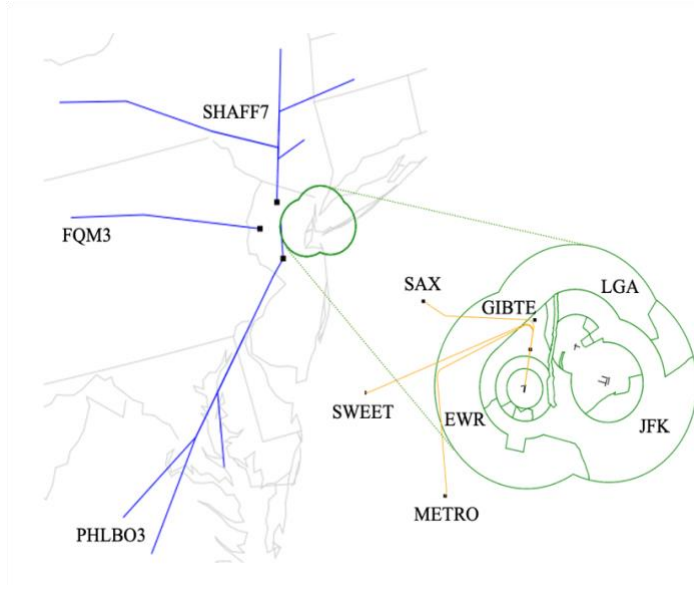 SHAFF7
FQM3
SAX
GIBTE
LGA
SWEET
EWR
JFK
METRO
PHLBO3